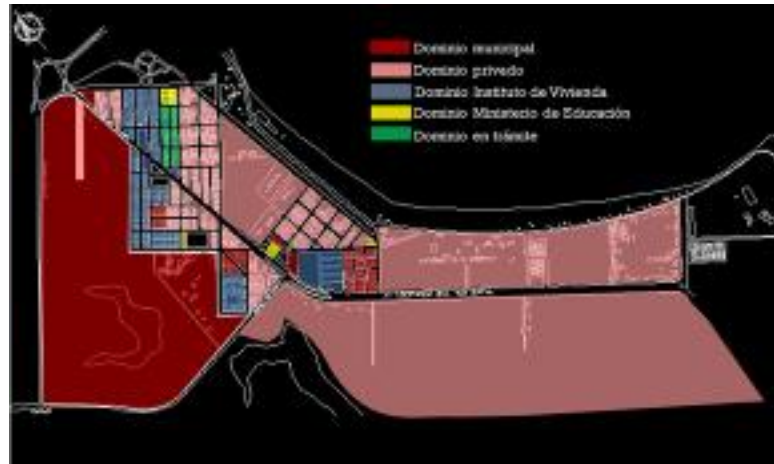 Dominio municipal
Dominio privado
Dominio Instituto de Vivienda
Dominio Ministerio de Educación
Dominio en trámite